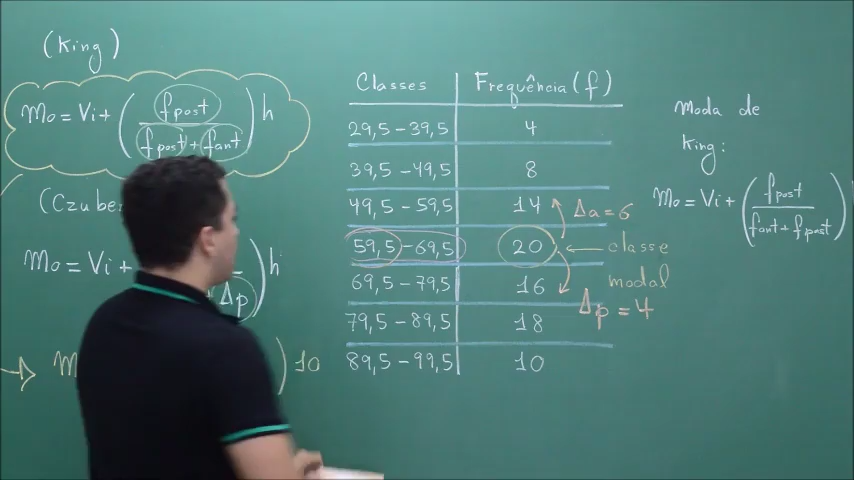 (King)
Mo = Vi + ( fpost / fpost + fant ) h
(Czuber
Mo = Vi +
Δp ) h
→ M ) 10
Classes Frequência (f)
29,5 - 39,5 4
39,5 - 49,5 8
49,5 - 59,5 14
59,5 - 69,5 20
69,5 - 79,5 16
79,5 - 89,5 18
89,5 - 99,5 10
Δa = 6
← classe
modal
Δp = 4
Moda de
King:
Mo = Vi + ( fpost / fant + fpost )